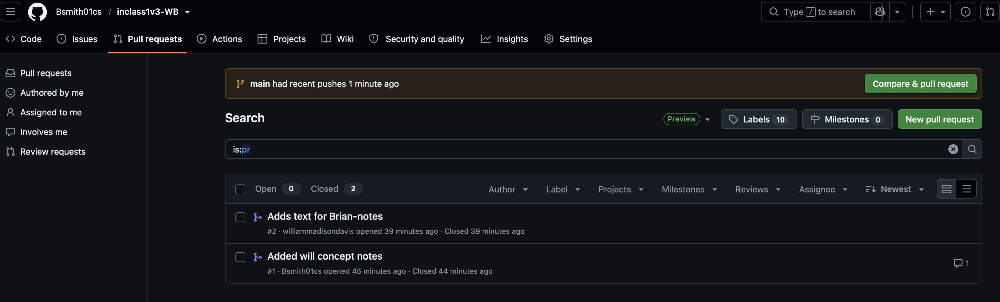 Bsmith01cs / inclass1v3-WB
Type / to search
Code Issues Pull requests Actions Projects Wiki Security and quality Insights Settings
Pull requests
Authored by me
Assigned to me
Involves me
Review requests
main had recent pushes 1 minute ago
Compare & pull request
Search
Preview
Labels 10
Milestones 0
New pull request
is:pr
Open 0 Closed 2 Author Label Projects Milestones Reviews Assignee Newest
Adds text for Brian-notes
#2 · williammadisondavis opened 39 minutes ago · Closed 39 minutes ago
Added will concept notes
#1 · Bsmith01cs opened 45 minutes ago · Closed 44 minutes ago
1